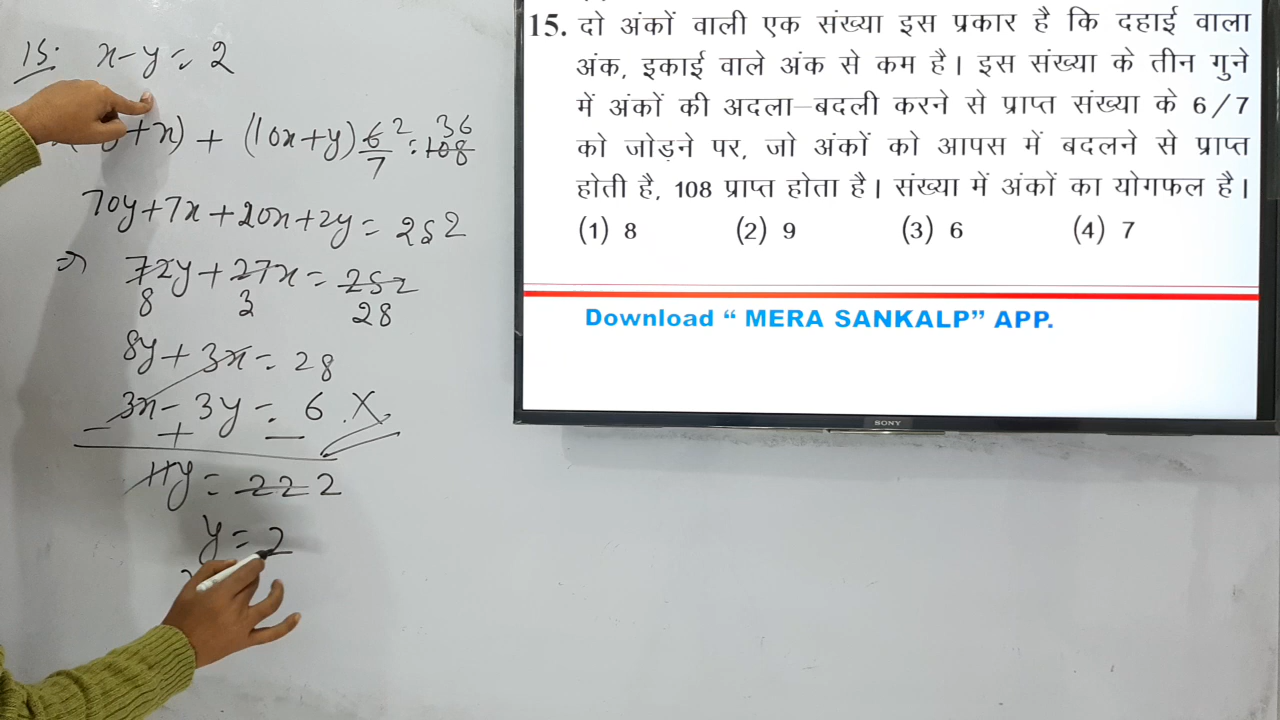 15. x-y=2
+x) + (10x+y) 6/7 2 = 108 36
70y+7x+20x+2y=252
⇒ 72y+27x=252
8 3 28
8y+3x=28
3x-3y=6 X
- + -
11y=22 2
y=2
15. दो अंकों वाली एक संख्या इस प्रकार है कि दहाई वाला
अंक, इकाई वाले अंक से कम है। इस संख्या के तीन गुने
में अंकों की अदला-बदली करने से प्राप्त संख्या के 6/7
को जोड़ने पर, जो अंकों को आपस में बदलने से प्राप्त
होती है, 108 प्राप्त होता है। संख्या में अंकों का योगफल है।
(1) 8 (2) 9 (3) 6 (4) 7
Download “ MERA SANKALP” APP.
SONY